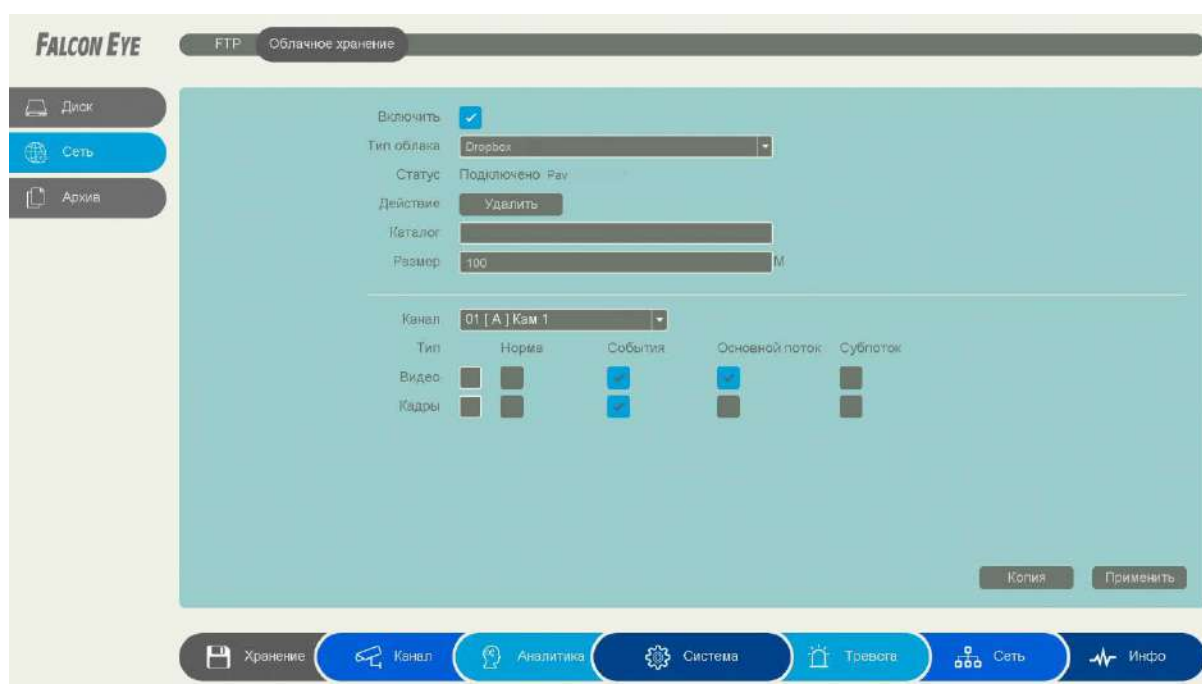 FALCON EYE
FTP Облачное хранение
Диск
Сеть
Архив
Включить
Тип облака Dropbox
Статус Подключено Pav
Действие Удалить
Каталог
Размер 100 М
Канал 01 [ A ] Кам 1
Тип Норма События Основной поток Субпоток
Видео
Кадры
Копия Применить
Хранение Канал Аналитика Система Тревога Сеть Инфо